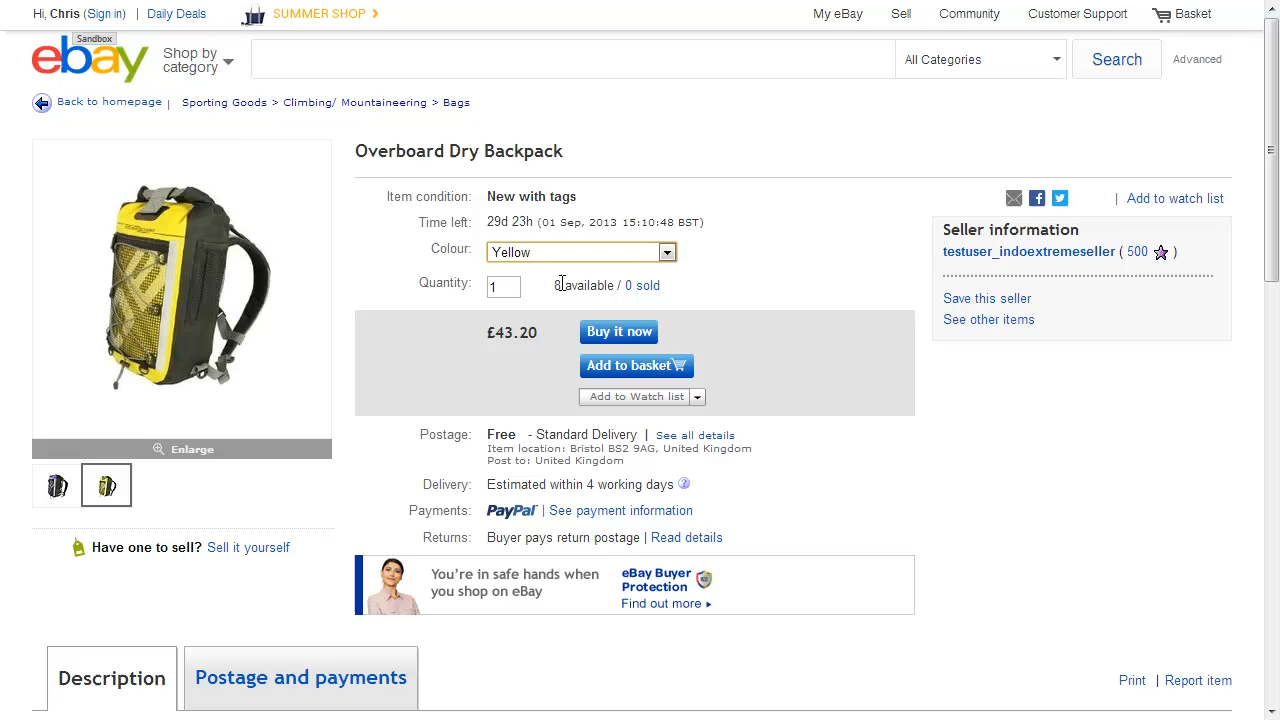 Hi, Chris (Sign in) | Daily Deals SUMMER SHOP My eBay Sell Community Customer Support Basket
Sandbox
ebay Shop by category All Categories Search Advanced
Back to homepage | Sporting Goods > Climbing/ Mountaineering > Bags
Overboard Dry Backpack
Item condition: New with tags
| Add to watch list
Time left: 29d 23h (01 Sep, 2013 15:10:48 BST)
Seller information
Colour: Yellow
testuser_indoextremeseller ( 500 )
Quantity: 1 8 available / 0 sold
Save this seller
See other items
£43.20 Buy it now
Add to basket
Add to Watch list
Postage: Free - Standard Delivery | See all details
Item location: Bristol BS2 9AG, United Kingdom
Post to: United Kingdom
Enlarge
Delivery: Estimated within 4 working days ?
Payments: PayPal | See payment information
Returns: Buyer pays return postage | Read details
Have one to sell? Sell it yourself
You're in safe hands when
you shop on eBay
eBay Buyer
Protection
Find out more
Description Postage and payments
Print | Report item